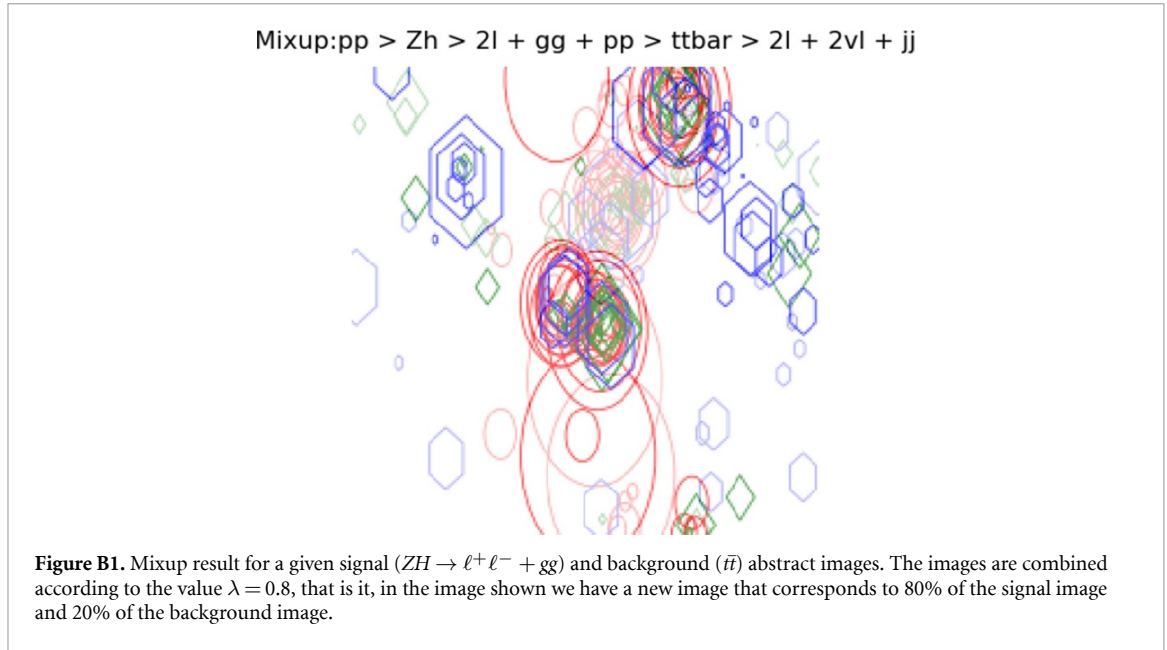 Mixup:pp > Zh > 2l + gg + pp > ttbar > 2l + 2vl + jj
Figure B1. Mixup result for a given signal (ZH → ℓ⁺ℓ⁻ + gg) and background (tt̄) abstract images. The images are combined
according to the value λ = 0.8, that is it, in the image shown we have a new image that corresponds to 80% of the signal image
and 20% of the background image.